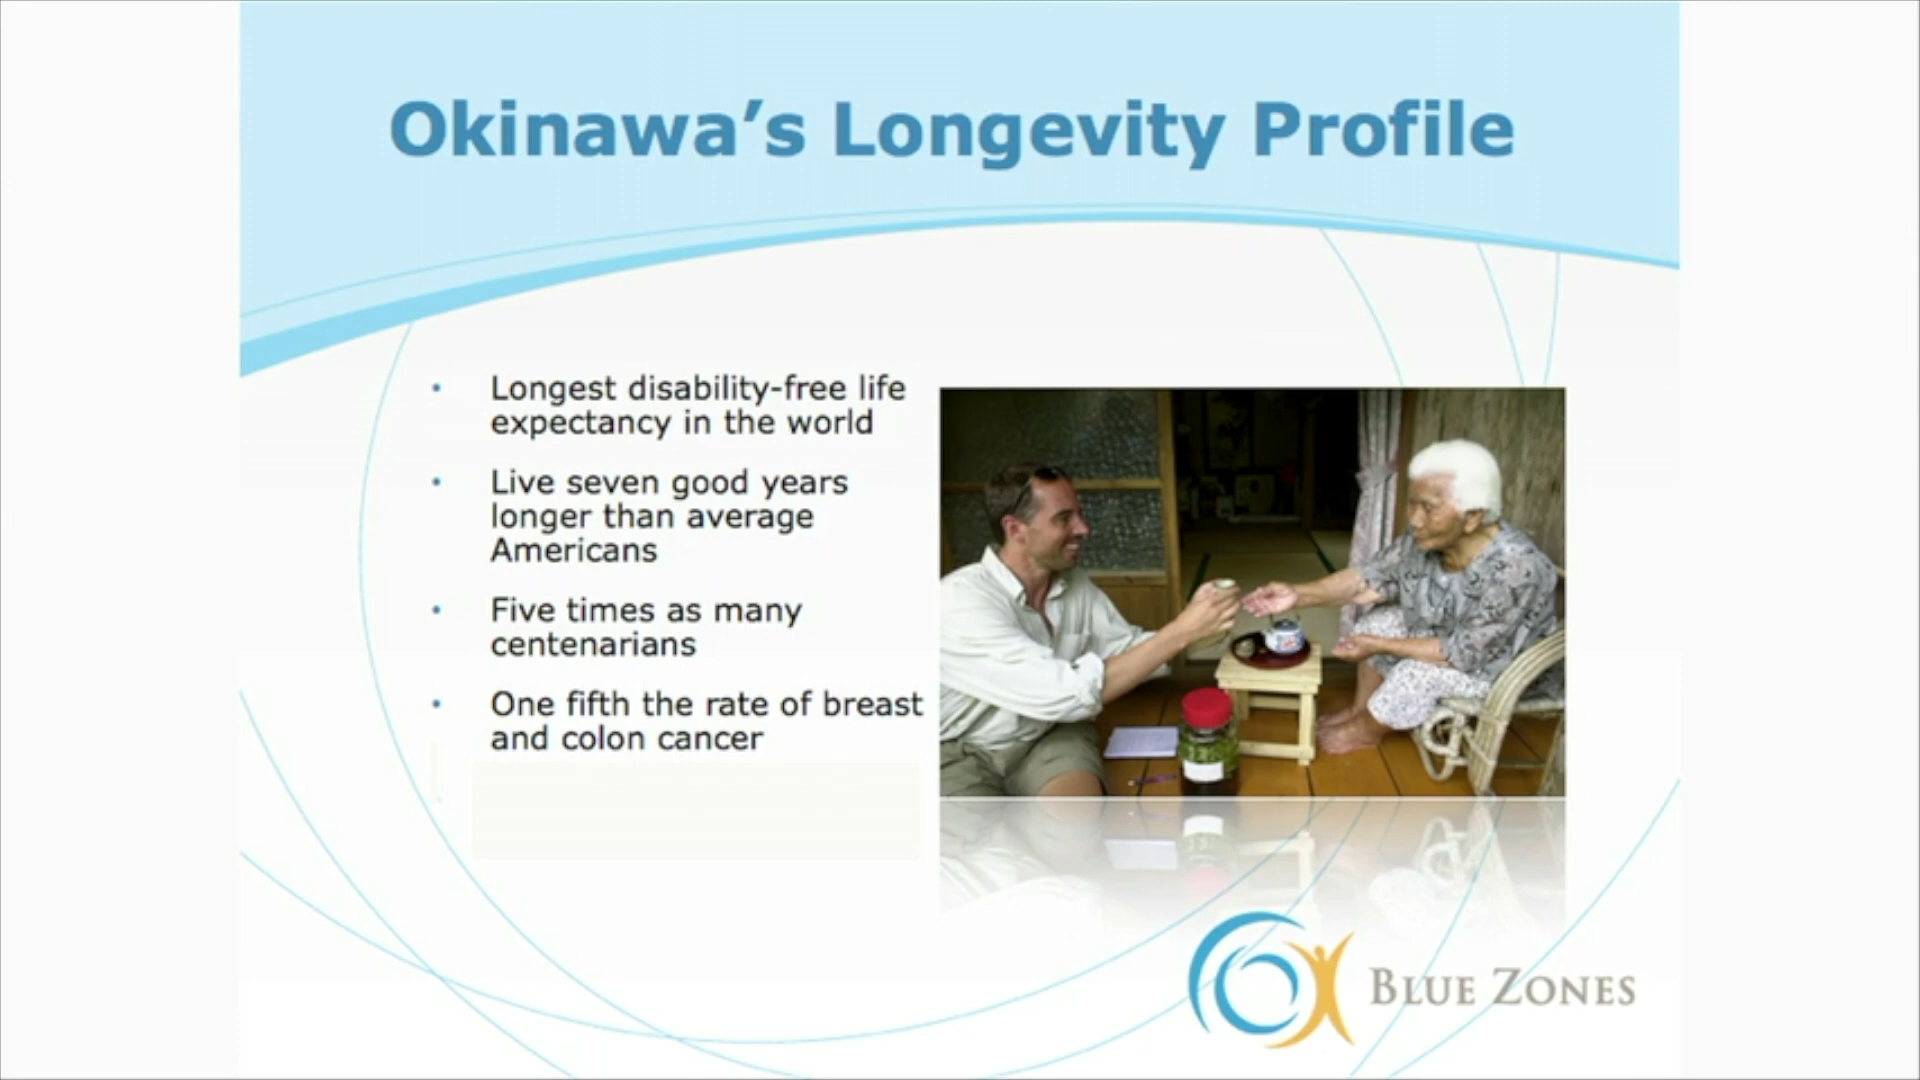 Okinawa’s Longevity Profile
• Longest disability-free life
expectancy in the world
• Live seven good years
longer than average
Americans
• Five times as many
centenarians
• One fifth the rate of breast
and colon cancer
BLUE ZONES